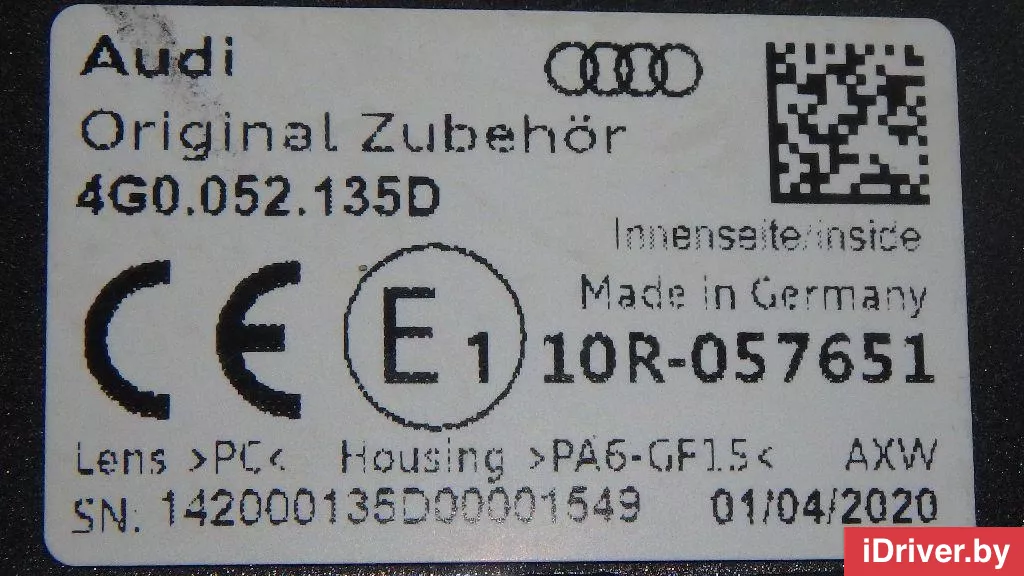 Audi
Original Zubehör
4G0.052.135D
Innenseite/inside
Made in Germany
CE
E1
10R-057651
Lens >PC< Housing >PA6-GF15< AXW
SN: 142000135D00001549 01/04/2020
iDriver.by